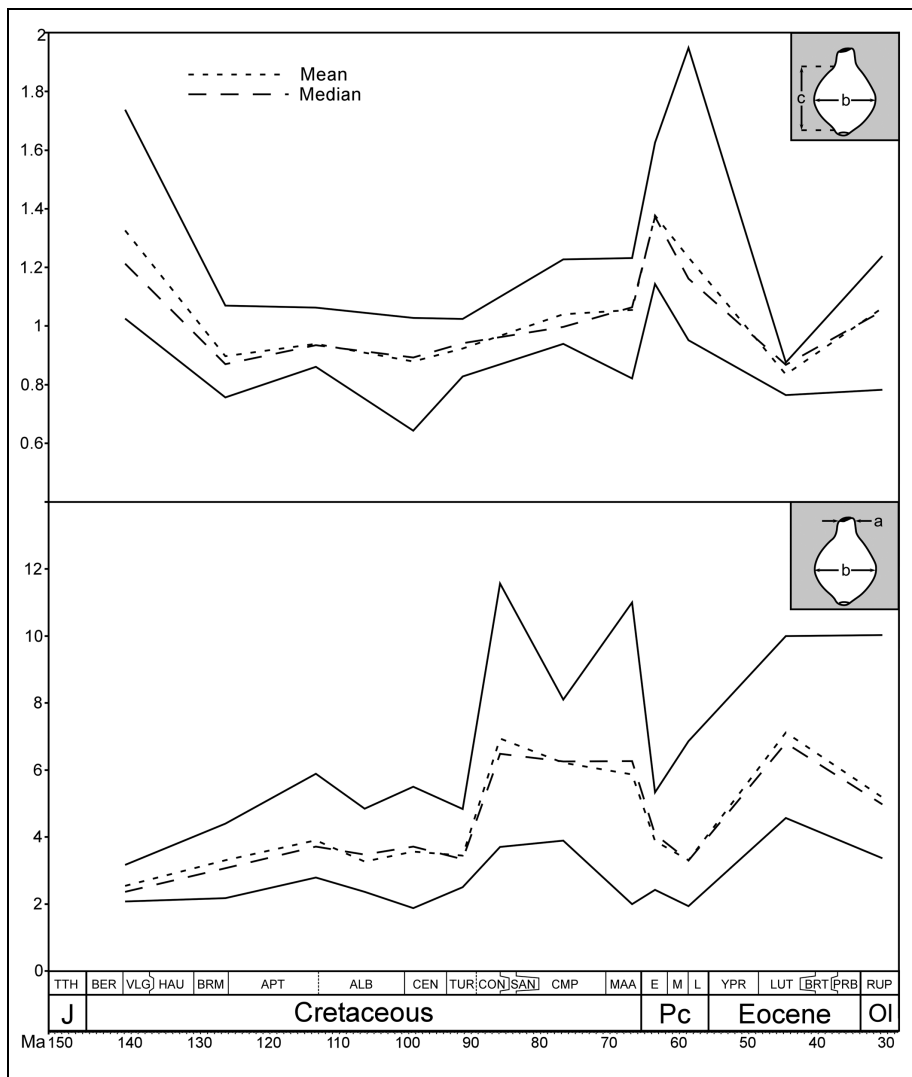 2
1.8
1.6
1.4
1.2
1
0.8
0.6
Mean
Median
c
b
12
10
8
6
4
2
0
a
b
TTH BER VLG HAU BRM APT ALB CEN TUR CON SAN CMP MAA E M L YPR LUT BRT PRB RUP
J Cretaceous Pc Eocene Ol
Ma 150 140 130 120 110 100 90 80 70 60 50 40 30